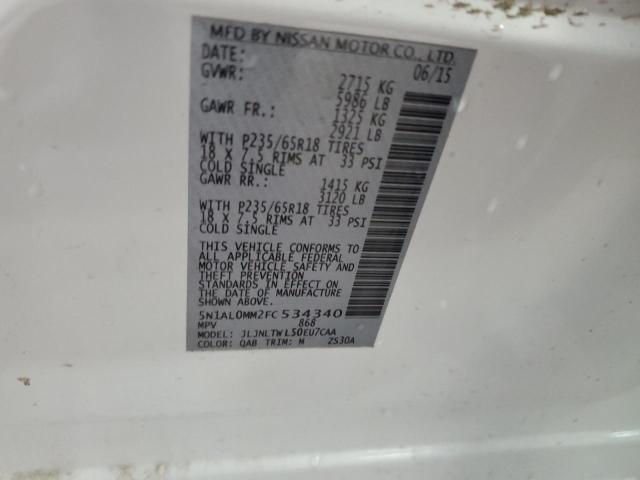 MFD BY NISSAN MOTOR CO., LTD.
DATE: 06/15
GVWR: 2715 KG
5986 LB
GAWR FR.: 1325 KG
2921 LB
WITH P235/65R18 TIRES
18 X 7.5 RIMS AT 33 PSI
COLD SINGLE
GAWR RR.: 1415 KG
3120 LB
WITH P235/65R18 TIRES
18 X 7.5 RIMS AT 33 PSI
COLD SINGLE
THIS VEHICLE CONFORMS TO
ALL APPLICABLE FEDERAL
MOTOR VEHICLE SAFETY AND
THEFT PREVENTION
STANDARDS IN EFFECT ON
THE DATE OF MANUFACTURE
SHOWN ABOVE.
5N1AL0MM2FC534340
MPV 868
MODEL: JLJNLTWL50EU7CAA
COLOR: QAB TRIM: M 2S30A